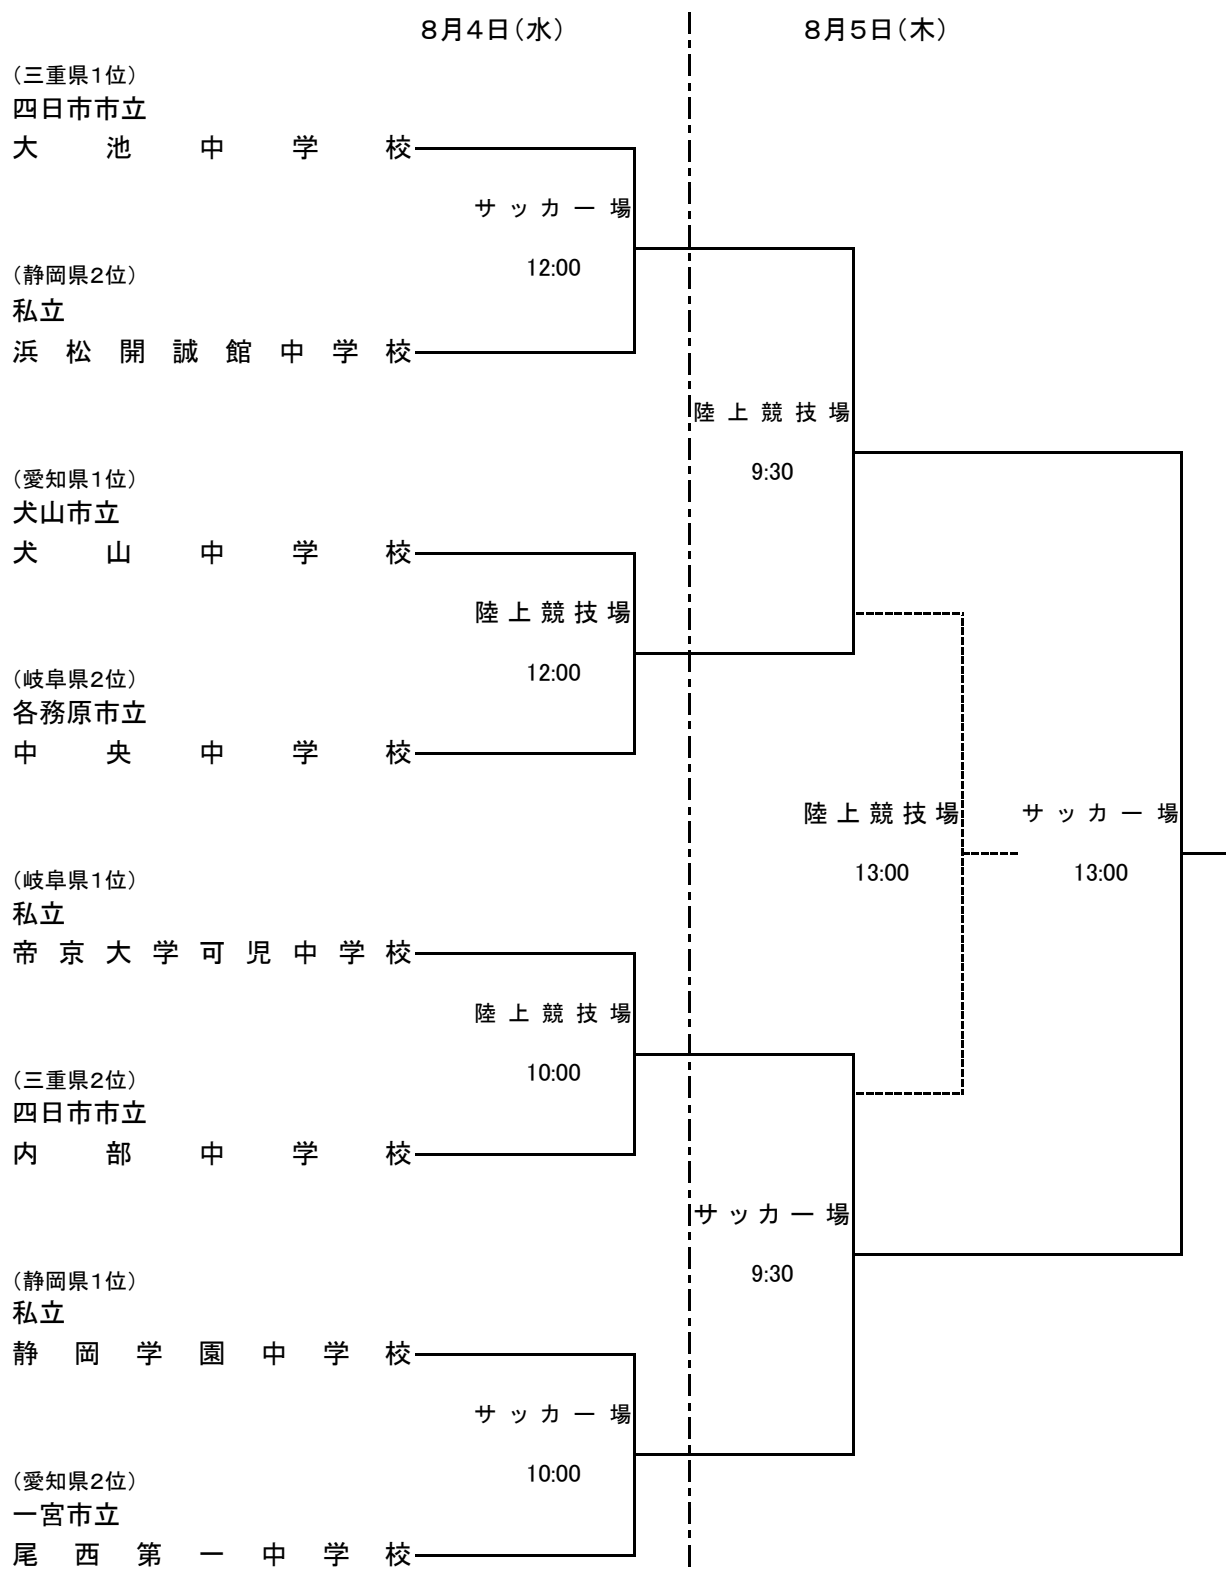 8月4日(水) 8月5日(木)
(三重県1位)
四日市市立
大池中学校
サッカー場
12:00
(静岡県2位)
私立
浜松開誠館中学校
陸上競技場
9:30
(愛知県1位)
犬山市立
犬山中学校
陸上競技場
12:00
(岐阜県2位)
各務原市立
中央中学校
陸上競技場 サッカー場
13:00 13:00
(岐阜県1位)
私立
帝京大学可児中学校
陸上競技場
10:00
(三重県2位)
四日市市立
内部中学校
サッカー場
9:30
(静岡県1位)
私立
静岡学園中学校
サッカー場
10:00
(愛知県2位)
一宮市立
尾西第一中学校